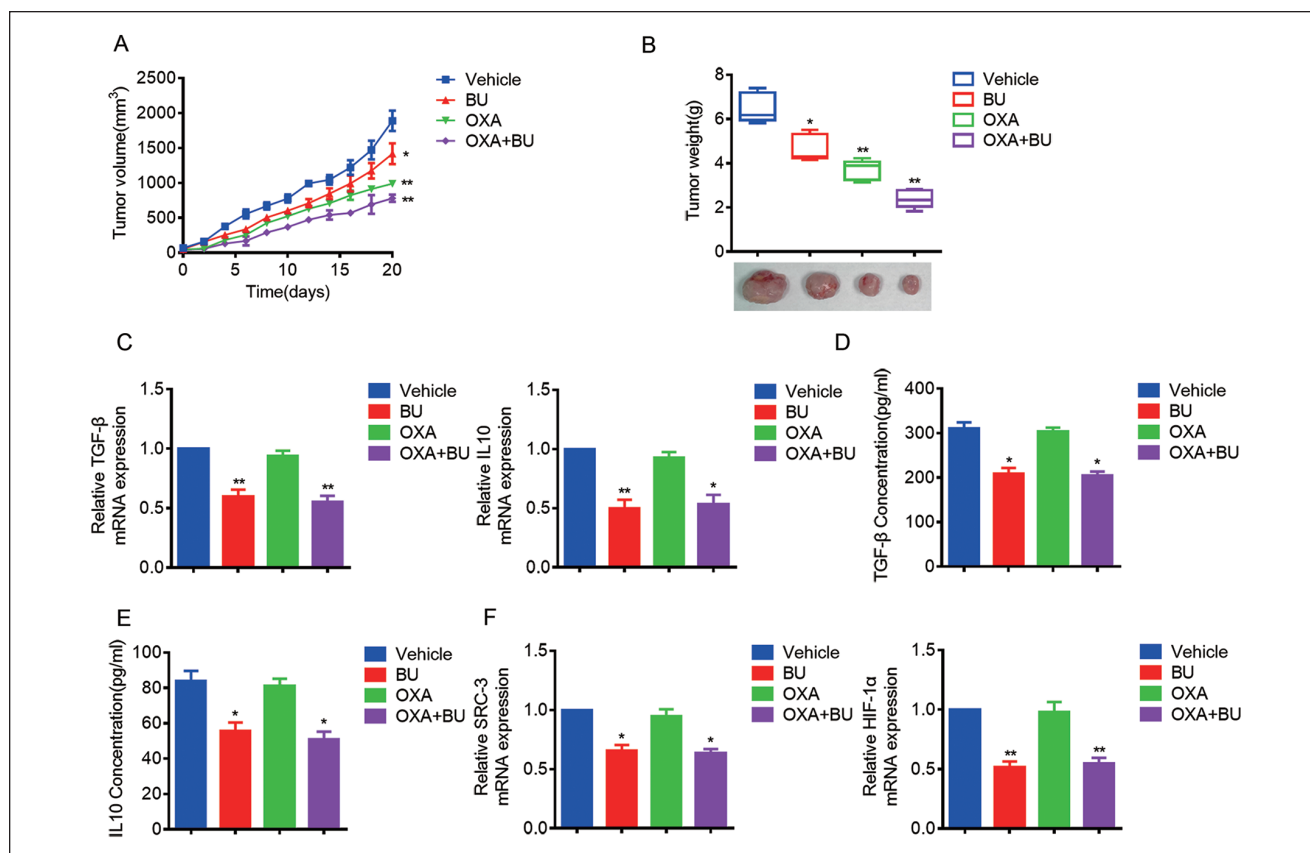 A
Tumor volume(mm³)
2500
2000
1500
1000
500
0
0 5 10 15 20
Time(days)
Vehicle
BU
OXA
OXA+BU
*
**
**
B
Tumor weight(g)
8
6
4
2
0
*
**
**
Vehicle
BU
OXA
OXA+BU
C
Relative TGF-β
mRNA expression
1.5
1.0
0.5
0.0
**
**
Vehicle
BU
OXA
OXA+BU
Relative IL10
mRNA expression
1.5
1.0
0.5
0.0
**
*
Vehicle
BU
OXA
OXA+BU
D
TGF-β Concentration(pg/ml)
400
300
200
100
0
*
*
Vehicle
BU
OXA
OXA+BU
E
IL10 Concentration(pg/ml)
100
80
60
40
20
0
*
*
Vehicle
BU
OXA
OXA+BU
F
Relative SRC-3
mRNA expression
1.5
1.0
0.5
0.0
*
*
Vehicle
BU
OXA
OXA+BU
Relative HIF-1α
mRNA expression
1.5
1.0
0.5
0.0
**
**
Vehicle
BU
OXA
OXA+BU